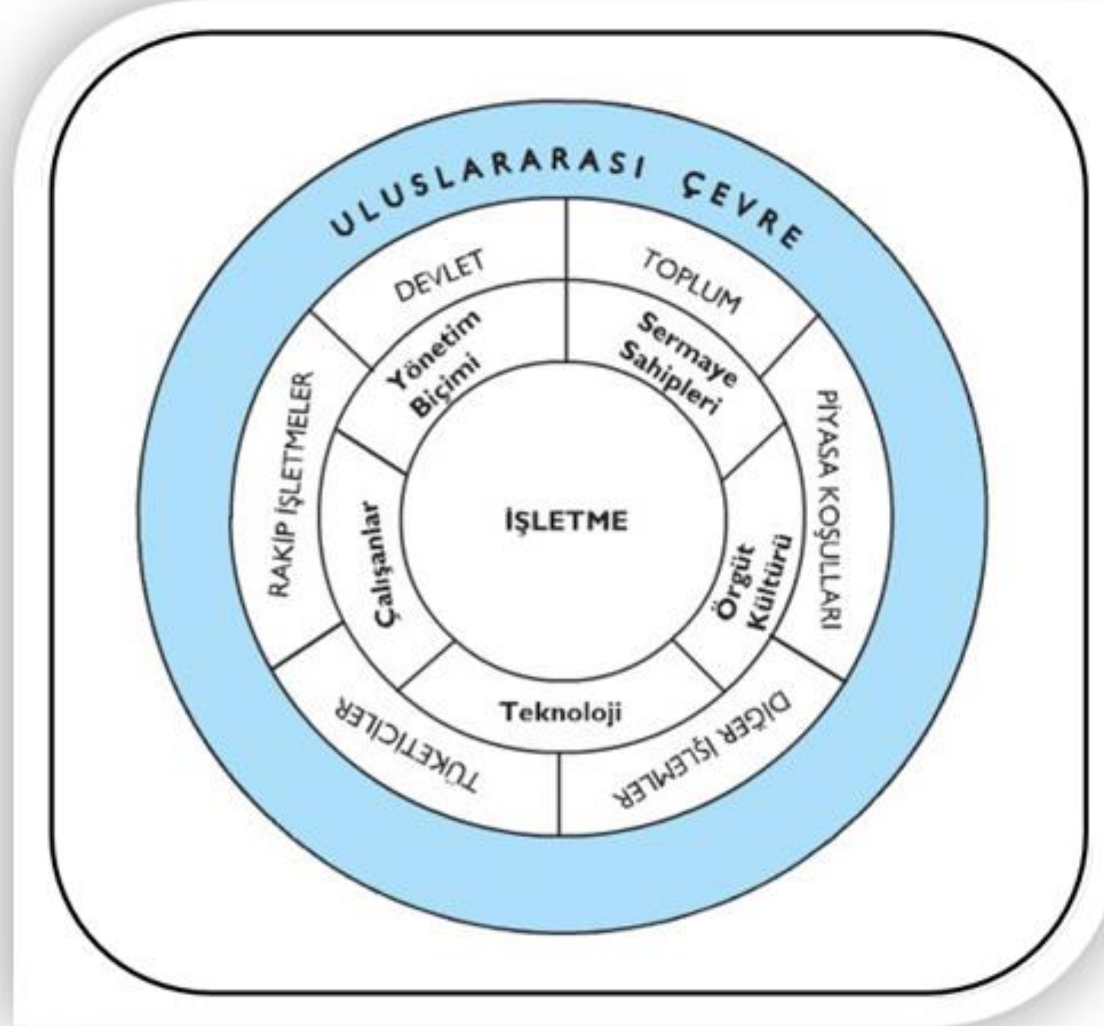 ULUSLARARASI ÇEVRE
DEVLET
TOPLUM
Yönetim
Biçimi
Sermaye
Sahipleri
RAKİP İŞLETMELER
PİYASA KOŞULLARI
Çalışanlar
İŞLETME
Örgüt
Kültürü
Teknoloji
TÜKETİCİLER
DİĞER İŞLEMLER